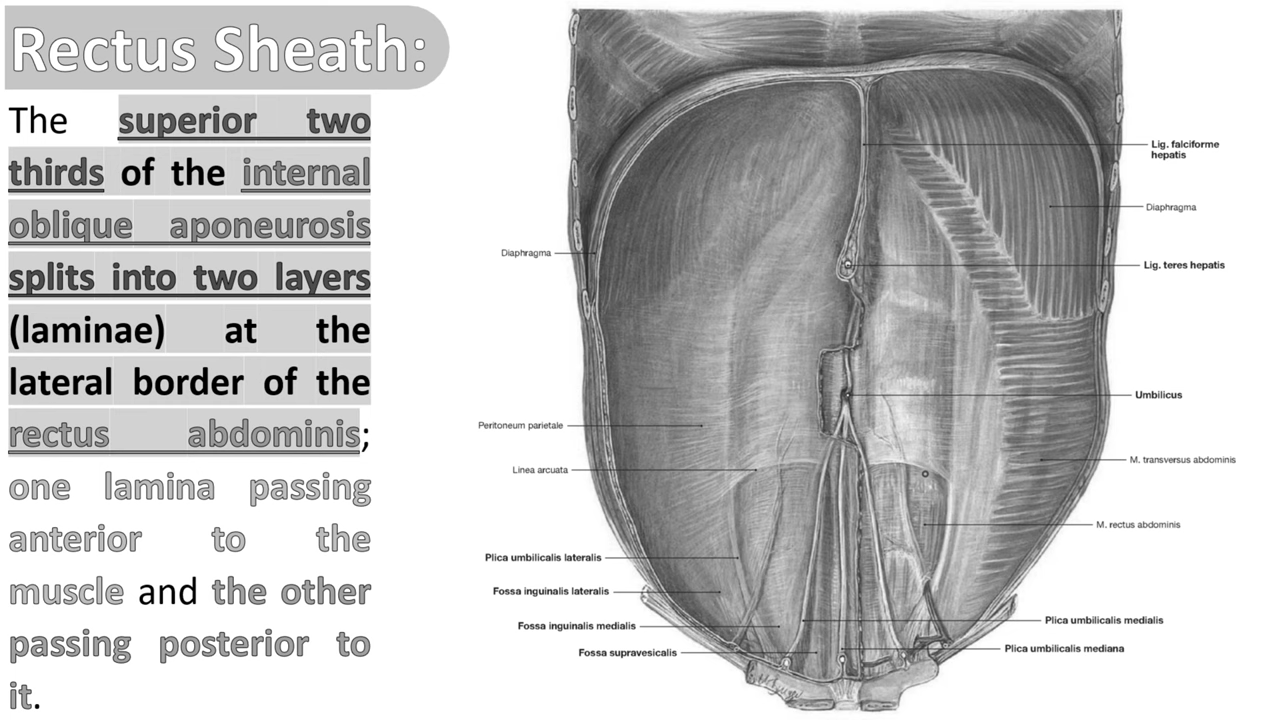 Rectus Sheath:
The superior two
thirds of the internal
oblique aponeurosis
splits into two layers
(laminae) at the
lateral border of the
rectus abdominis;
one lamina passing
anterior to the
muscle and the other
passing posterior to
it.
Lig. falciforme
hepatis
Diaphragma
Diaphragma
Lig. teres hepatis
Umbilicus
Peritoneum parietale
Linea arcuata
M. transversus abdominis
M. rectus abdominis
Plica umbilicalis lateralis
Fossa inguinalis lateralis
Fossa inguinalis medialis
Plica umbilicalis medialis
Fossa supravesicalis
Plica umbilicalis mediana